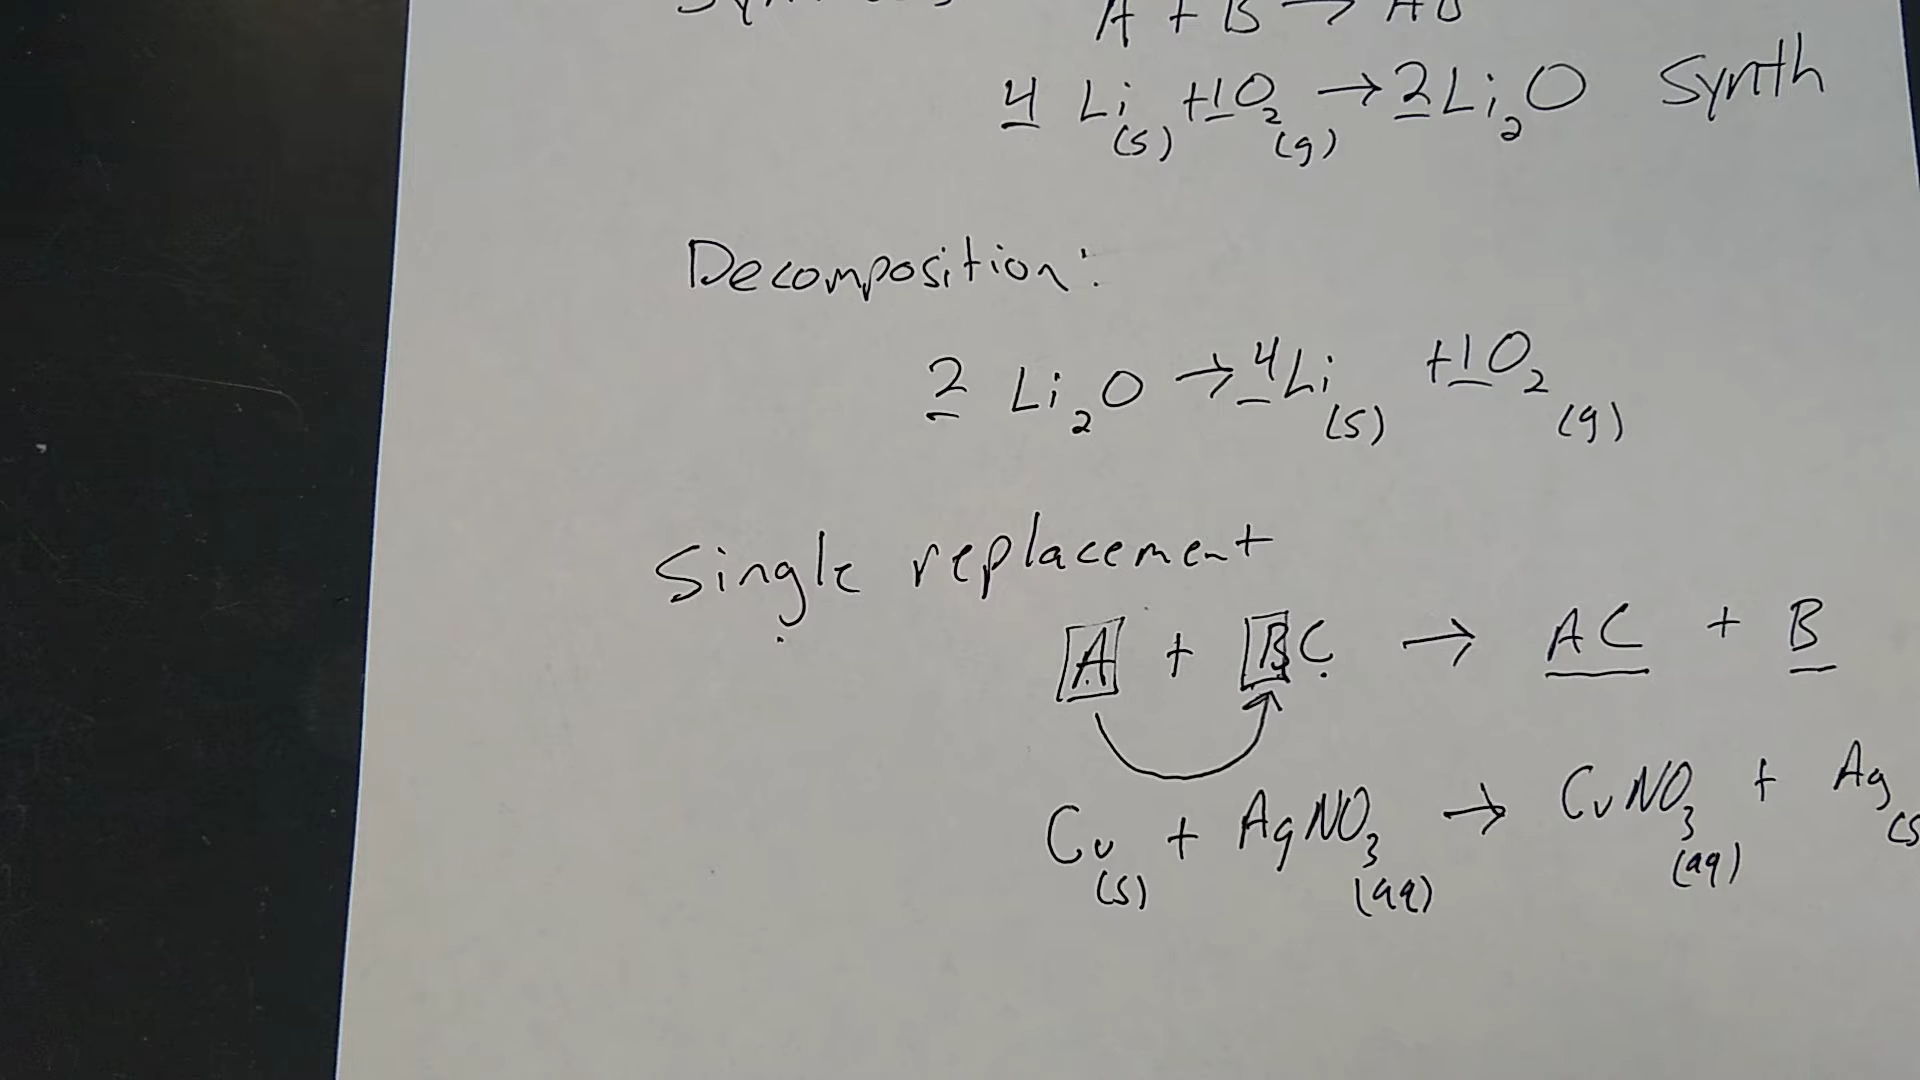 A + B → AB
4 Li(s) + 1 O₂(g) → 2 Li₂O Synth
Decomposition:
2 Li₂O → 4 Li(s) + 1 O₂(g)
Single replacement
A + BC → AC + B
Cu(s) + AgNO₃(aq) → CuNO₃(aq) + Ag(s